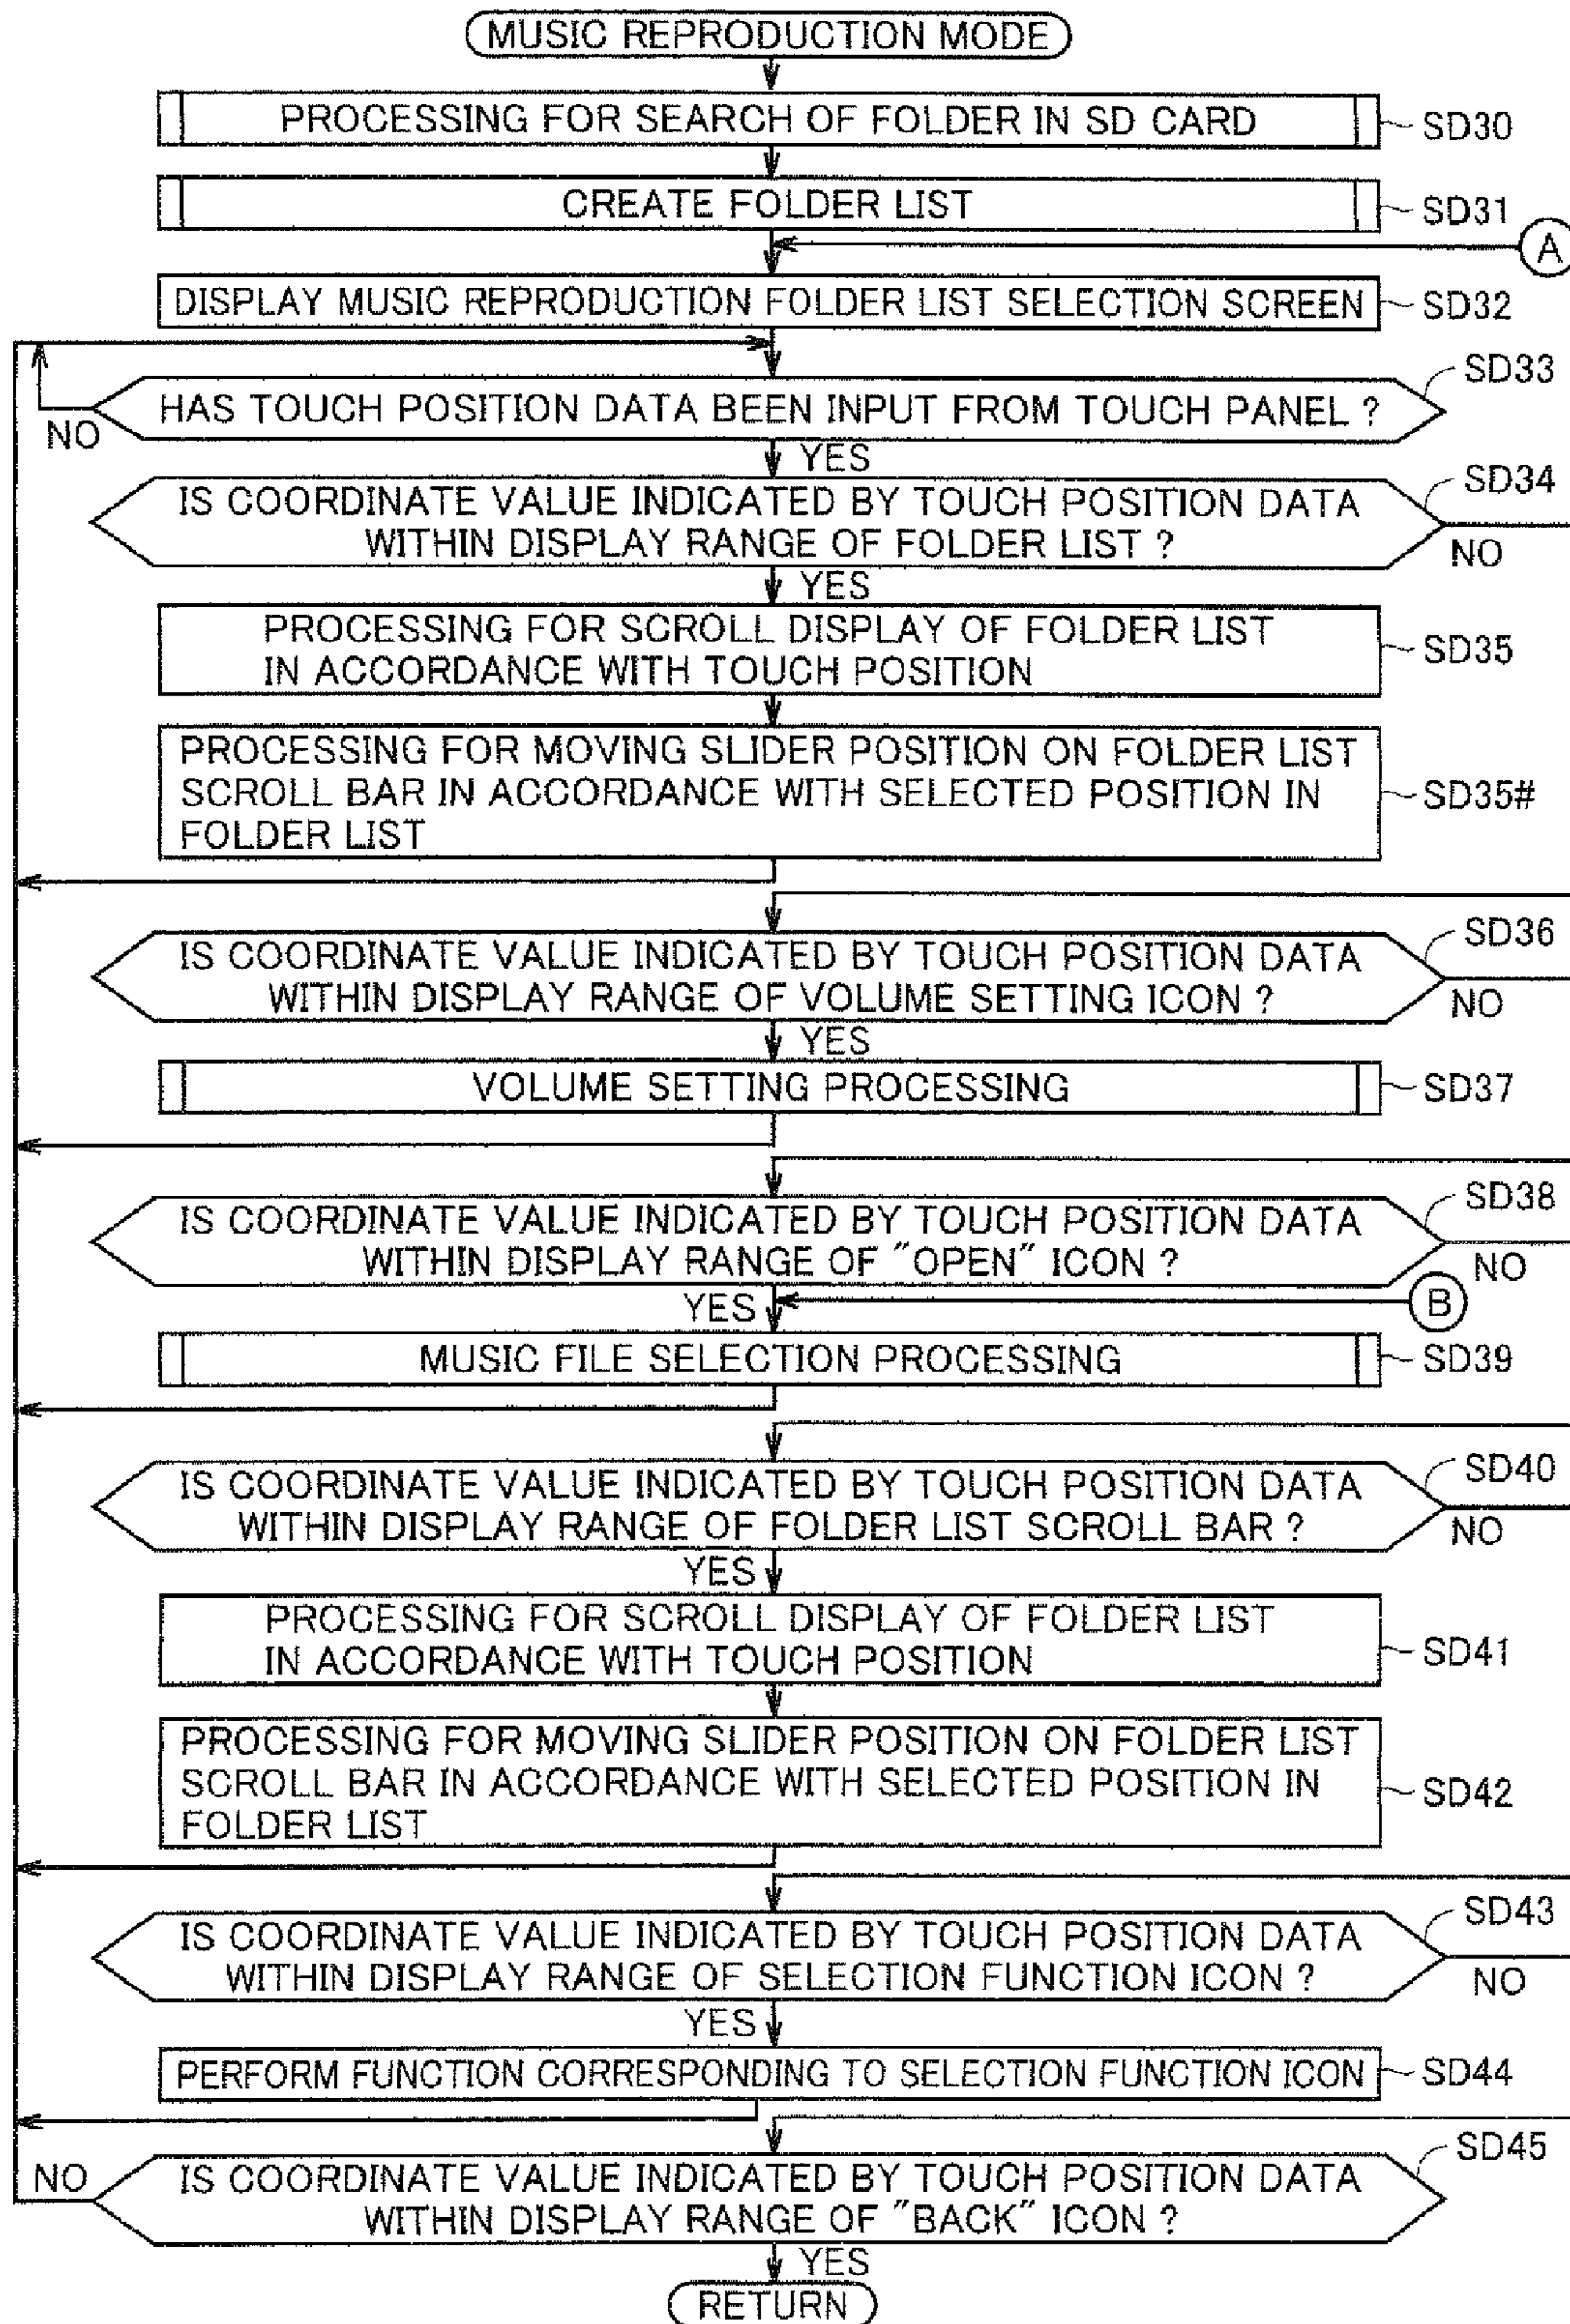 MUSIC REPRODUCTION MODE
PROCESSING FOR SEARCH OF FOLDER IN SD CARD
SD30
CREATE FOLDER LIST
SD31
A
DISPLAY MUSIC REPRODUCTION FOLDER LIST SELECTION SCREEN
SD32
SD33
HAS TOUCH POSITION DATA BEEN INPUT FROM TOUCH PANEL ?
NO
YES
SD34
IS COORDINATE VALUE INDICATED BY TOUCH POSITION DATA
WITHIN DISPLAY RANGE OF FOLDER LIST ?
NO
YES
PROCESSING FOR SCROLL DISPLAY OF FOLDER LIST
IN ACCORDANCE WITH TOUCH POSITION
SD35
PROCESSING FOR MOVING SLIDER POSITION ON FOLDER LIST
SCROLL BAR IN ACCORDANCE WITH SELECTED POSITION IN
FOLDER LIST
SD35#
SD36
IS COORDINATE VALUE INDICATED BY TOUCH POSITION DATA
WITHIN DISPLAY RANGE OF VOLUME SETTING ICON ?
NO
YES
VOLUME SETTING PROCESSING
SD37
SD38
IS COORDINATE VALUE INDICATED BY TOUCH POSITION DATA
WITHIN DISPLAY RANGE OF "OPEN" ICON ?
NO
YES
B
MUSIC FILE SELECTION PROCESSING
SD39
SD40
IS COORDINATE VALUE INDICATED BY TOUCH POSITION DATA
WITHIN DISPLAY RANGE OF FOLDER LIST SCROLL BAR ?
NO
YES
PROCESSING FOR SCROLL DISPLAY OF FOLDER LIST
IN ACCORDANCE WITH TOUCH POSITION
SD41
PROCESSING FOR MOVING SLIDER POSITION ON FOLDER LIST
SCROLL BAR IN ACCORDANCE WITH SELECTED POSITION IN
FOLDER LIST
SD42
SD43
IS COORDINATE VALUE INDICATED BY TOUCH POSITION DATA
WITHIN DISPLAY RANGE OF SELECTION FUNCTION ICON ?
NO
YES
PERFORM FUNCTION CORRESPONDING TO SELECTION FUNCTION ICON
SD44
SD45
NO
IS COORDINATE VALUE INDICATED BY TOUCH POSITION DATA
WITHIN DISPLAY RANGE OF "BACK" ICON ?
YES
RETURN